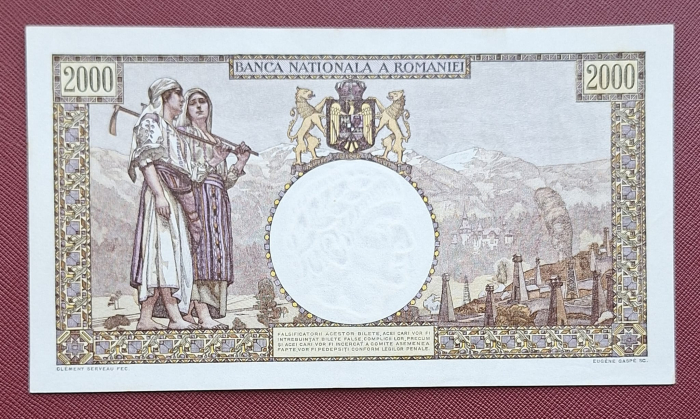 BANCA NATIONALA A ROMANIEI
2000
2000
FALSIFICATORII ACESTOR BILETE, ACEI CARI VOR FI
INTREBUINȚAT BILETE FALSE, COMPLICII LOR, PRECUM
ȘI ACEI CARI VOR FI INCERCAT A COMITE ASEMENEA
FAPTE, VOR FI PEDEPSIȚI CONFORM LEGILOR PENALE.
CLÉMENT SERVEAU FEC.
EUGÈNE GASPÉ SC.